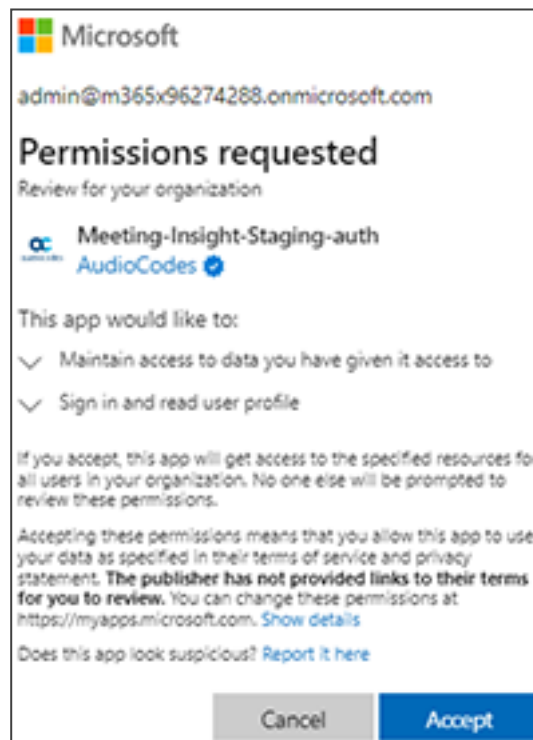 Microsoft
admin@m365x96274288.onmicrosoft.com
Permissions requested
Review for your organization
Meeting-Insight-Staging-auth
AudioCodes
This app would like to:
Maintain access to data you have given it access to
Sign in and read user profile
If you accept, this app will get access to the specified resources for
all users in your organization. No one else will be prompted to
review these permissions.
Accepting these permissions means that you allow this app to use
your data as specified in their terms of service and privacy
statement. The publisher has not provided links to their terms
for you to review. You can change these permissions at
https://myapps.microsoft.com. Show details
Does this app look suspicious? Report it here
Cancel
Accept